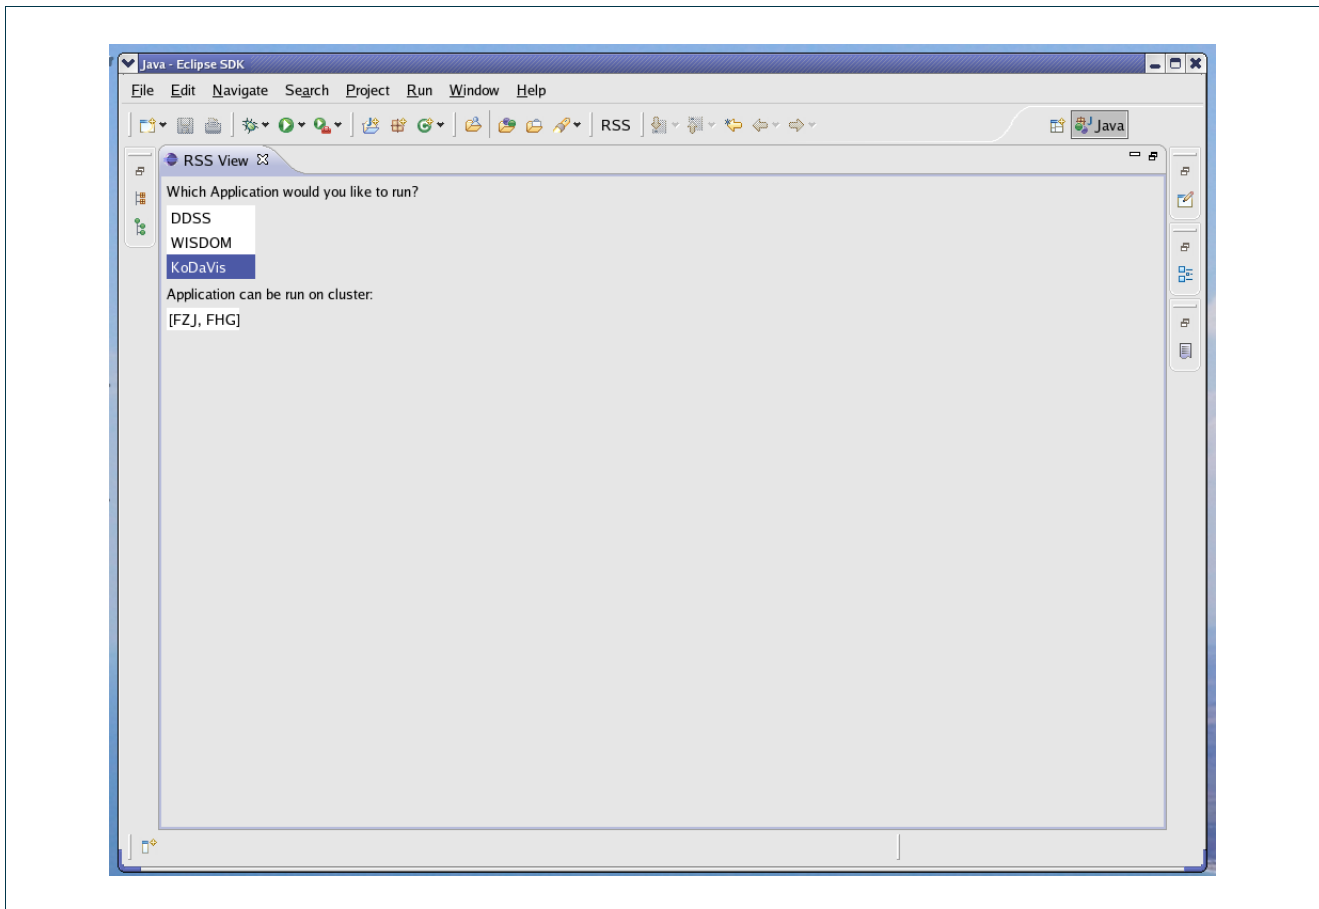 Java - Eclipse SDK
File Edit Navigate Search Project Run Window Help
RSS
Java
RSS View
Which Application would you like to run?
DDSS
WISDOM
KoDaVis
Application can be run on cluster:
[FZJ, FHG]